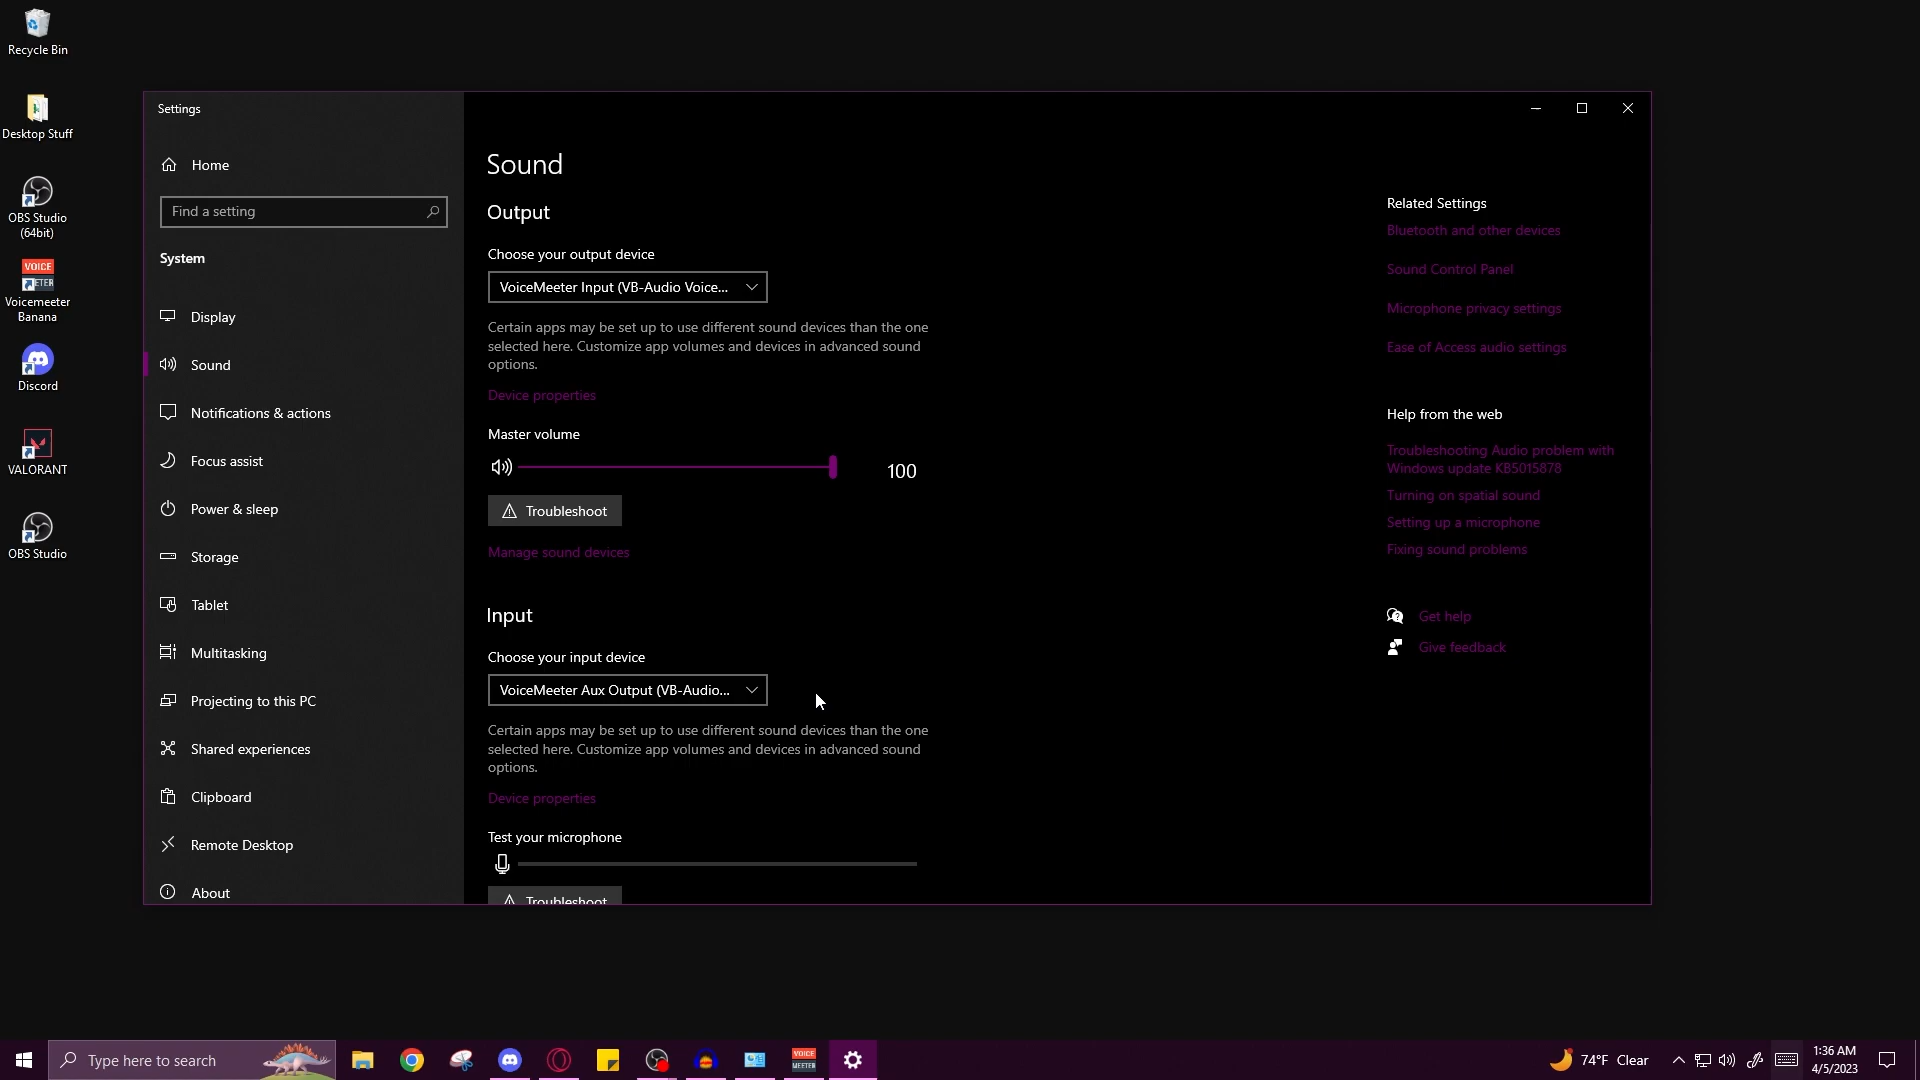 Recycle Bin
Desktop Stuff
OBS Studio
(64bit)
VOICE
Voicemeeter
Banana
Discord
VALORANT
OBS Studio
Settings
Home
Find a setting
System
Display
Sound
Notifications & actions
Focus assist
Power & sleep
Storage
Tablet
Multitasking
Projecting to this PC
Shared experiences
Clipboard
Remote Desktop
About
Sound
Output
Choose your output device
VoiceMeeter Input (VB-Audio Voice...
Certain apps may be set up to use different sound devices than the one
selected here. Customize app volumes and devices in advanced sound
options.
Device properties
Master volume
100
Troubleshoot
Manage sound devices
Input
Choose your input device
VoiceMeeter Aux Output (VB-Audio...
Certain apps may be set up to use different sound devices than the one
selected here. Customize app volumes and devices in advanced sound
options.
Device properties
Test your microphone
Troubleshoot
Related Settings
Bluetooth and other devices
Sound Control Panel
Microphone privacy settings
Ease of Access audio settings
Help from the web
Troubleshooting Audio problem with
Windows update KB5015878
Turning on spatial sound
Setting up a microphone
Fixing sound problems
Get help
Give feedback
Type here to search
VOICE
MEETER
74°F Clear
1:36 AM
4/5/2023